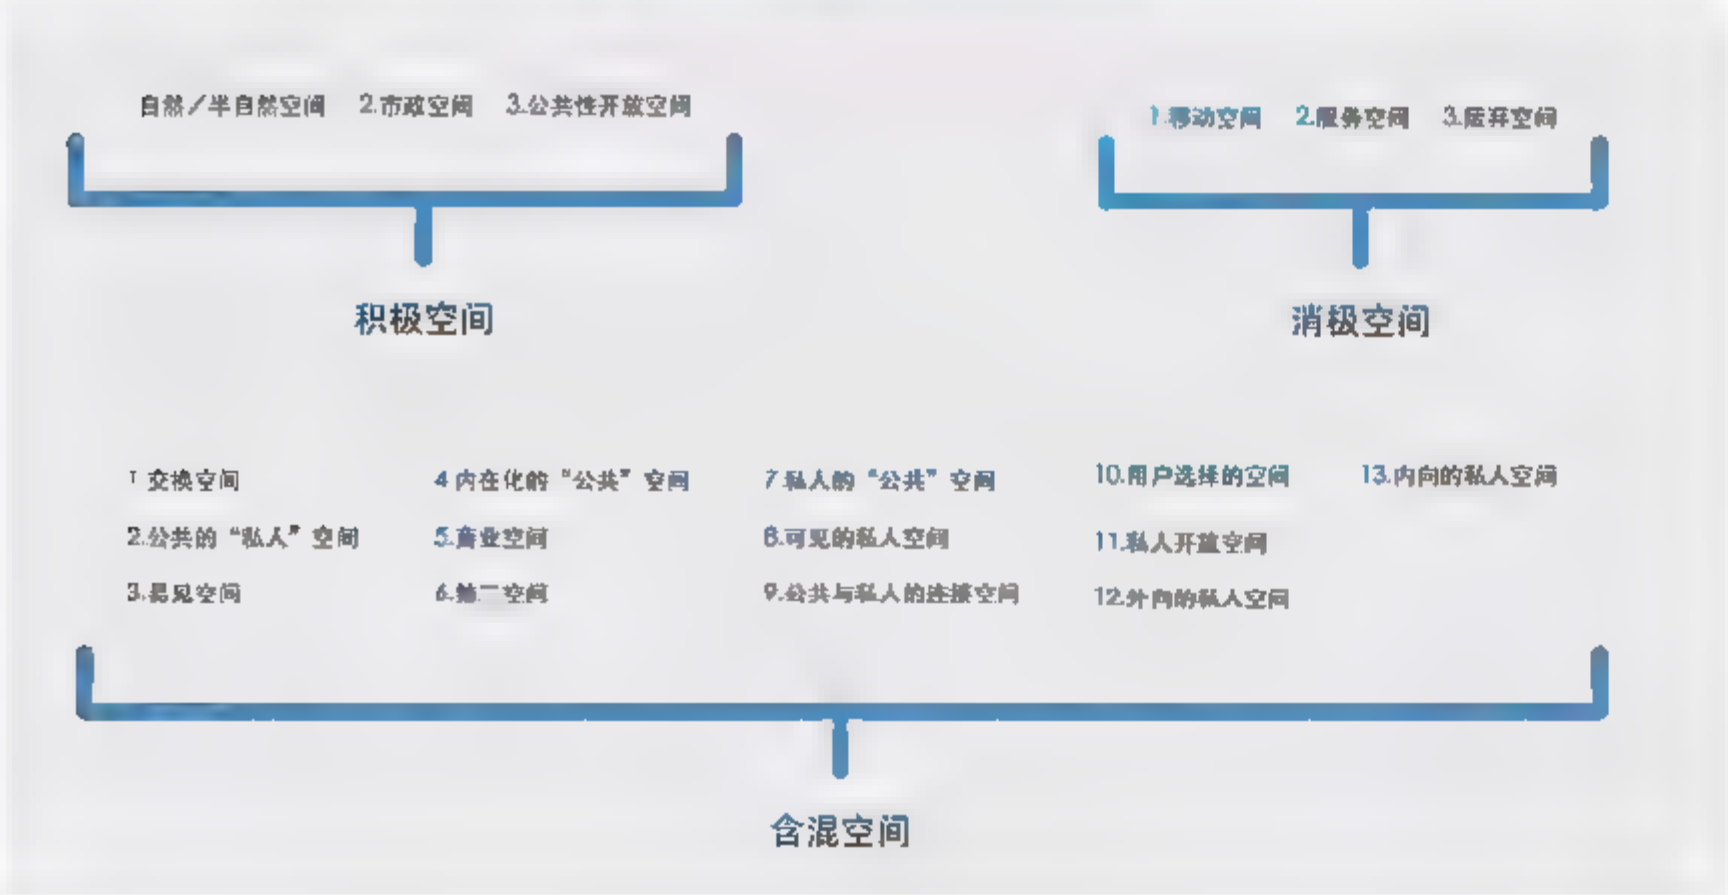 自然／半自然空间 2.市政空间 3.公共性开放空间
积极空间
1.移动空间 2.服务空间 3.废弃空间
消极空间
1 交换空间
2.公共的“私人”空间
3.易见空间
4 内在化的“公共”空间
5.商业空间
6. 空间
7 私人的“公共”空间
8.可见的私人空间
9.公共与私人的连接空间
10.用户选择的空间
11.私人开放空间
12.外向的私人空间
13.内向的私人空间
含混空间